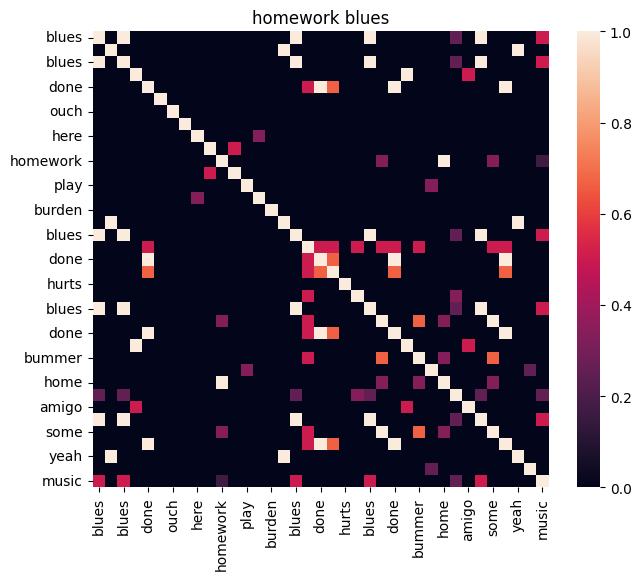 homework blues
blues
blues
done
ouch
here
homework
play
burden
blues
done
hurts
blues
done
bummer
home
amigo
some
yeah
music
blues
blues
done
ouch
here
homework
play
burden
blues
done
hurts
blues
done
bummer
home
amigo
some
yeah
music
1.0
0.8
0.6
0.4
0.2
0.0